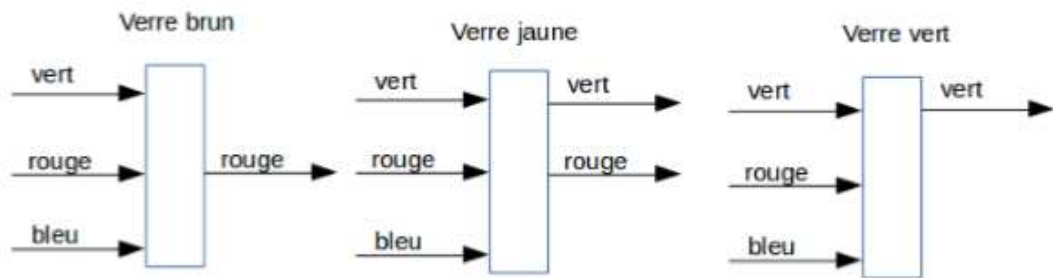 Verre brun
vert
rouge
rouge
bleu
Verre jaune
vert
vert
rouge
rouge
bleu
Verre vert
vert
vert
rouge
bleu